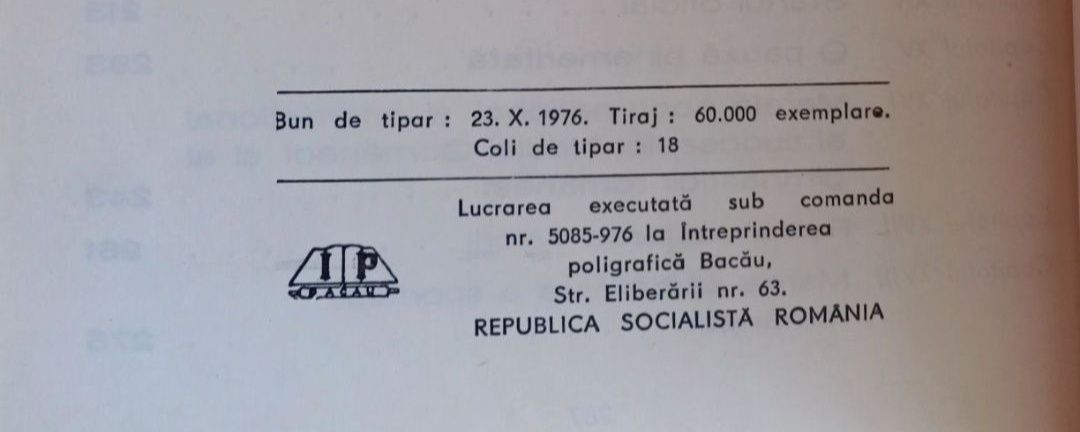 Bun de tipar : 23. X. 1976. Tiraj : 60.000 exemplare.
Coli de tipar : 18
Lucrarea executată sub comanda
nr. 5085-976 la Întreprinderea
poligrafică Bacău,
Str. Eliberării nr. 63.
REPUBLICA SOCIALISTĂ ROMÂNIA
I P
BACĂU